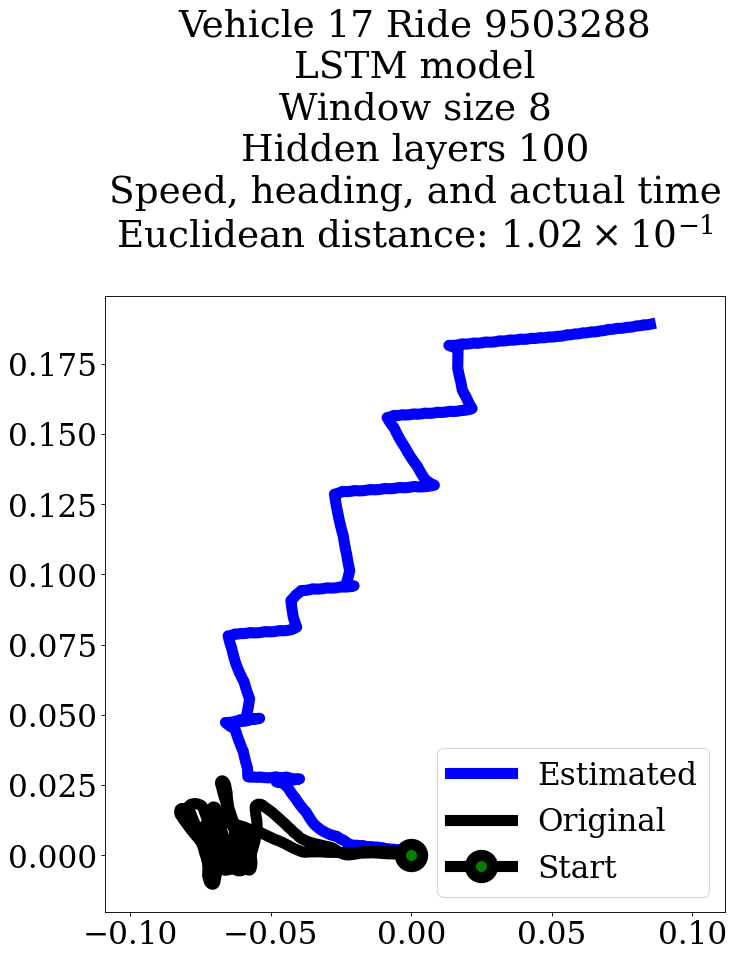 Vehicle 17 Ride 9503288
LSTM model
Window size 8
Hidden layers 100
Speed, heading, and actual time
Euclidean distance: 1.02 × 10⁻¹
0.175
0.150
0.125
0.100
0.075
0.050
0.025
0.000
Estimated
Original
Start
−0.10 −0.05 0.00 0.05 0.10